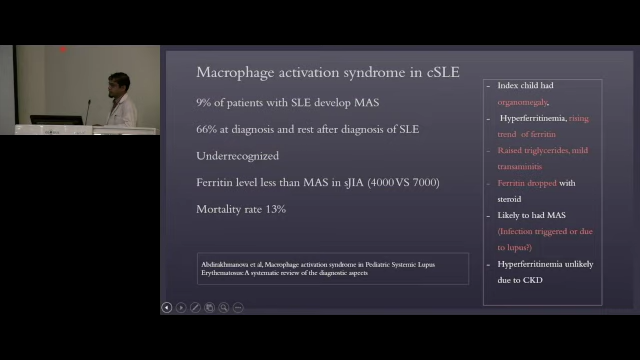 Macrophage activation syndrome in cSLE
9% of patients with SLE develop MAS
66% at diagnosis and rest after diagnosis of SLE
Underrecognized
Ferritin level less than MAS in sJIA (4000 VS 7000)
Mortality rate 13%
Abdirakhmanova et al, Macrophage activation syndrome in Pediatric Systemic Lupus
Erythematosus: A systematic review of the diagnostic aspects
- Index child had
organomegaly,
- Hyperferritinemia, rising
trend of ferritin
- Raised triglycerides, mild
transaminitis
- Ferritin dropped with
steroid
- Likely to had MAS
(Infection triggered or due
to lupus?)
- Hyperferritinemia unlikely
due to CKD